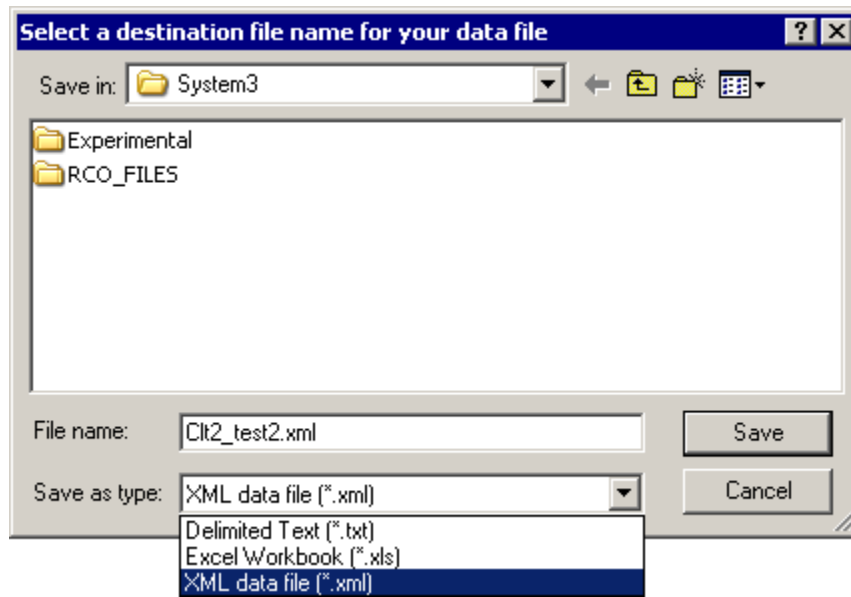 Select a destination file name for your data file
Save in: System3
Experimental
RCO_FILES
File name: Clt2_test2.xml Save
Save as type: XML data file (*.xml) Cancel
Delimited Text (*.txt)
Excel Workbook (*.xls)
XML data file (*.xml)